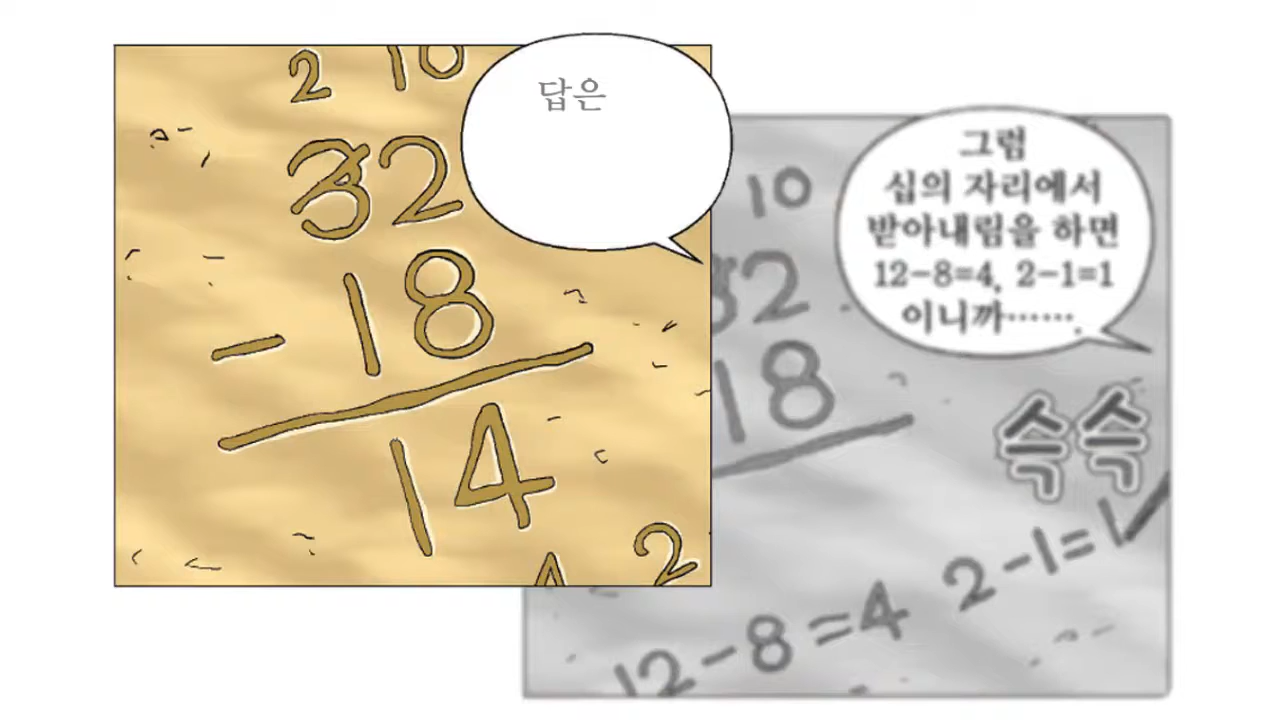 2 10
32
- 18
14
4 2
답은
10
32
18
그럼
십의 자리에서
받아내림을 하면
12-8=4, 2-1=1
이니까…….
슥슥
12-8=4 2-1=1